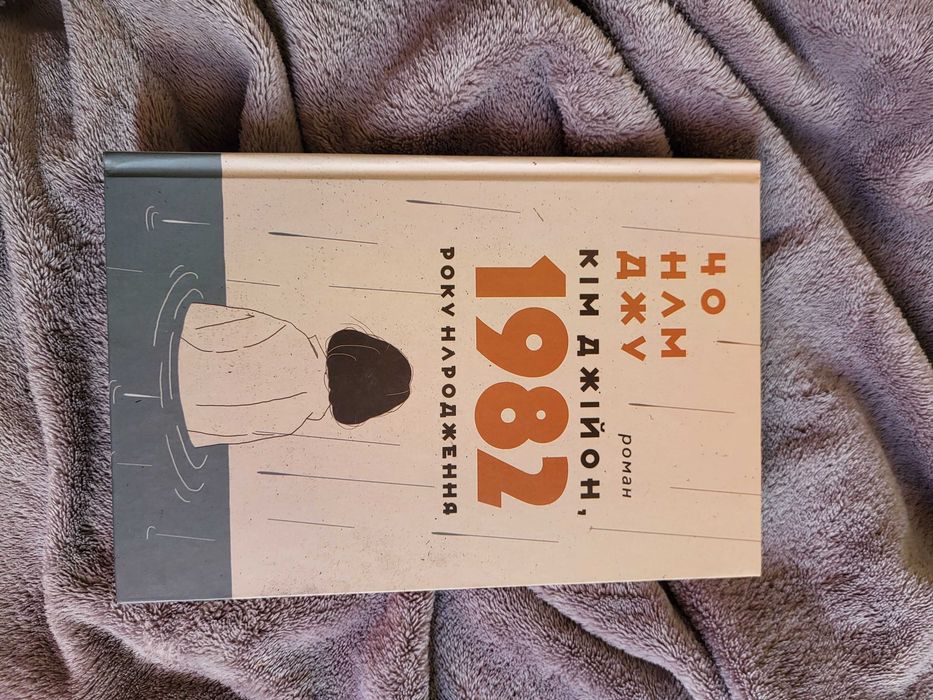 ЧО
НАМ
ДЖУ
роман
КІМ ДЖІЙОН,
1982
РОКУ НАРОДЖЕННЯ